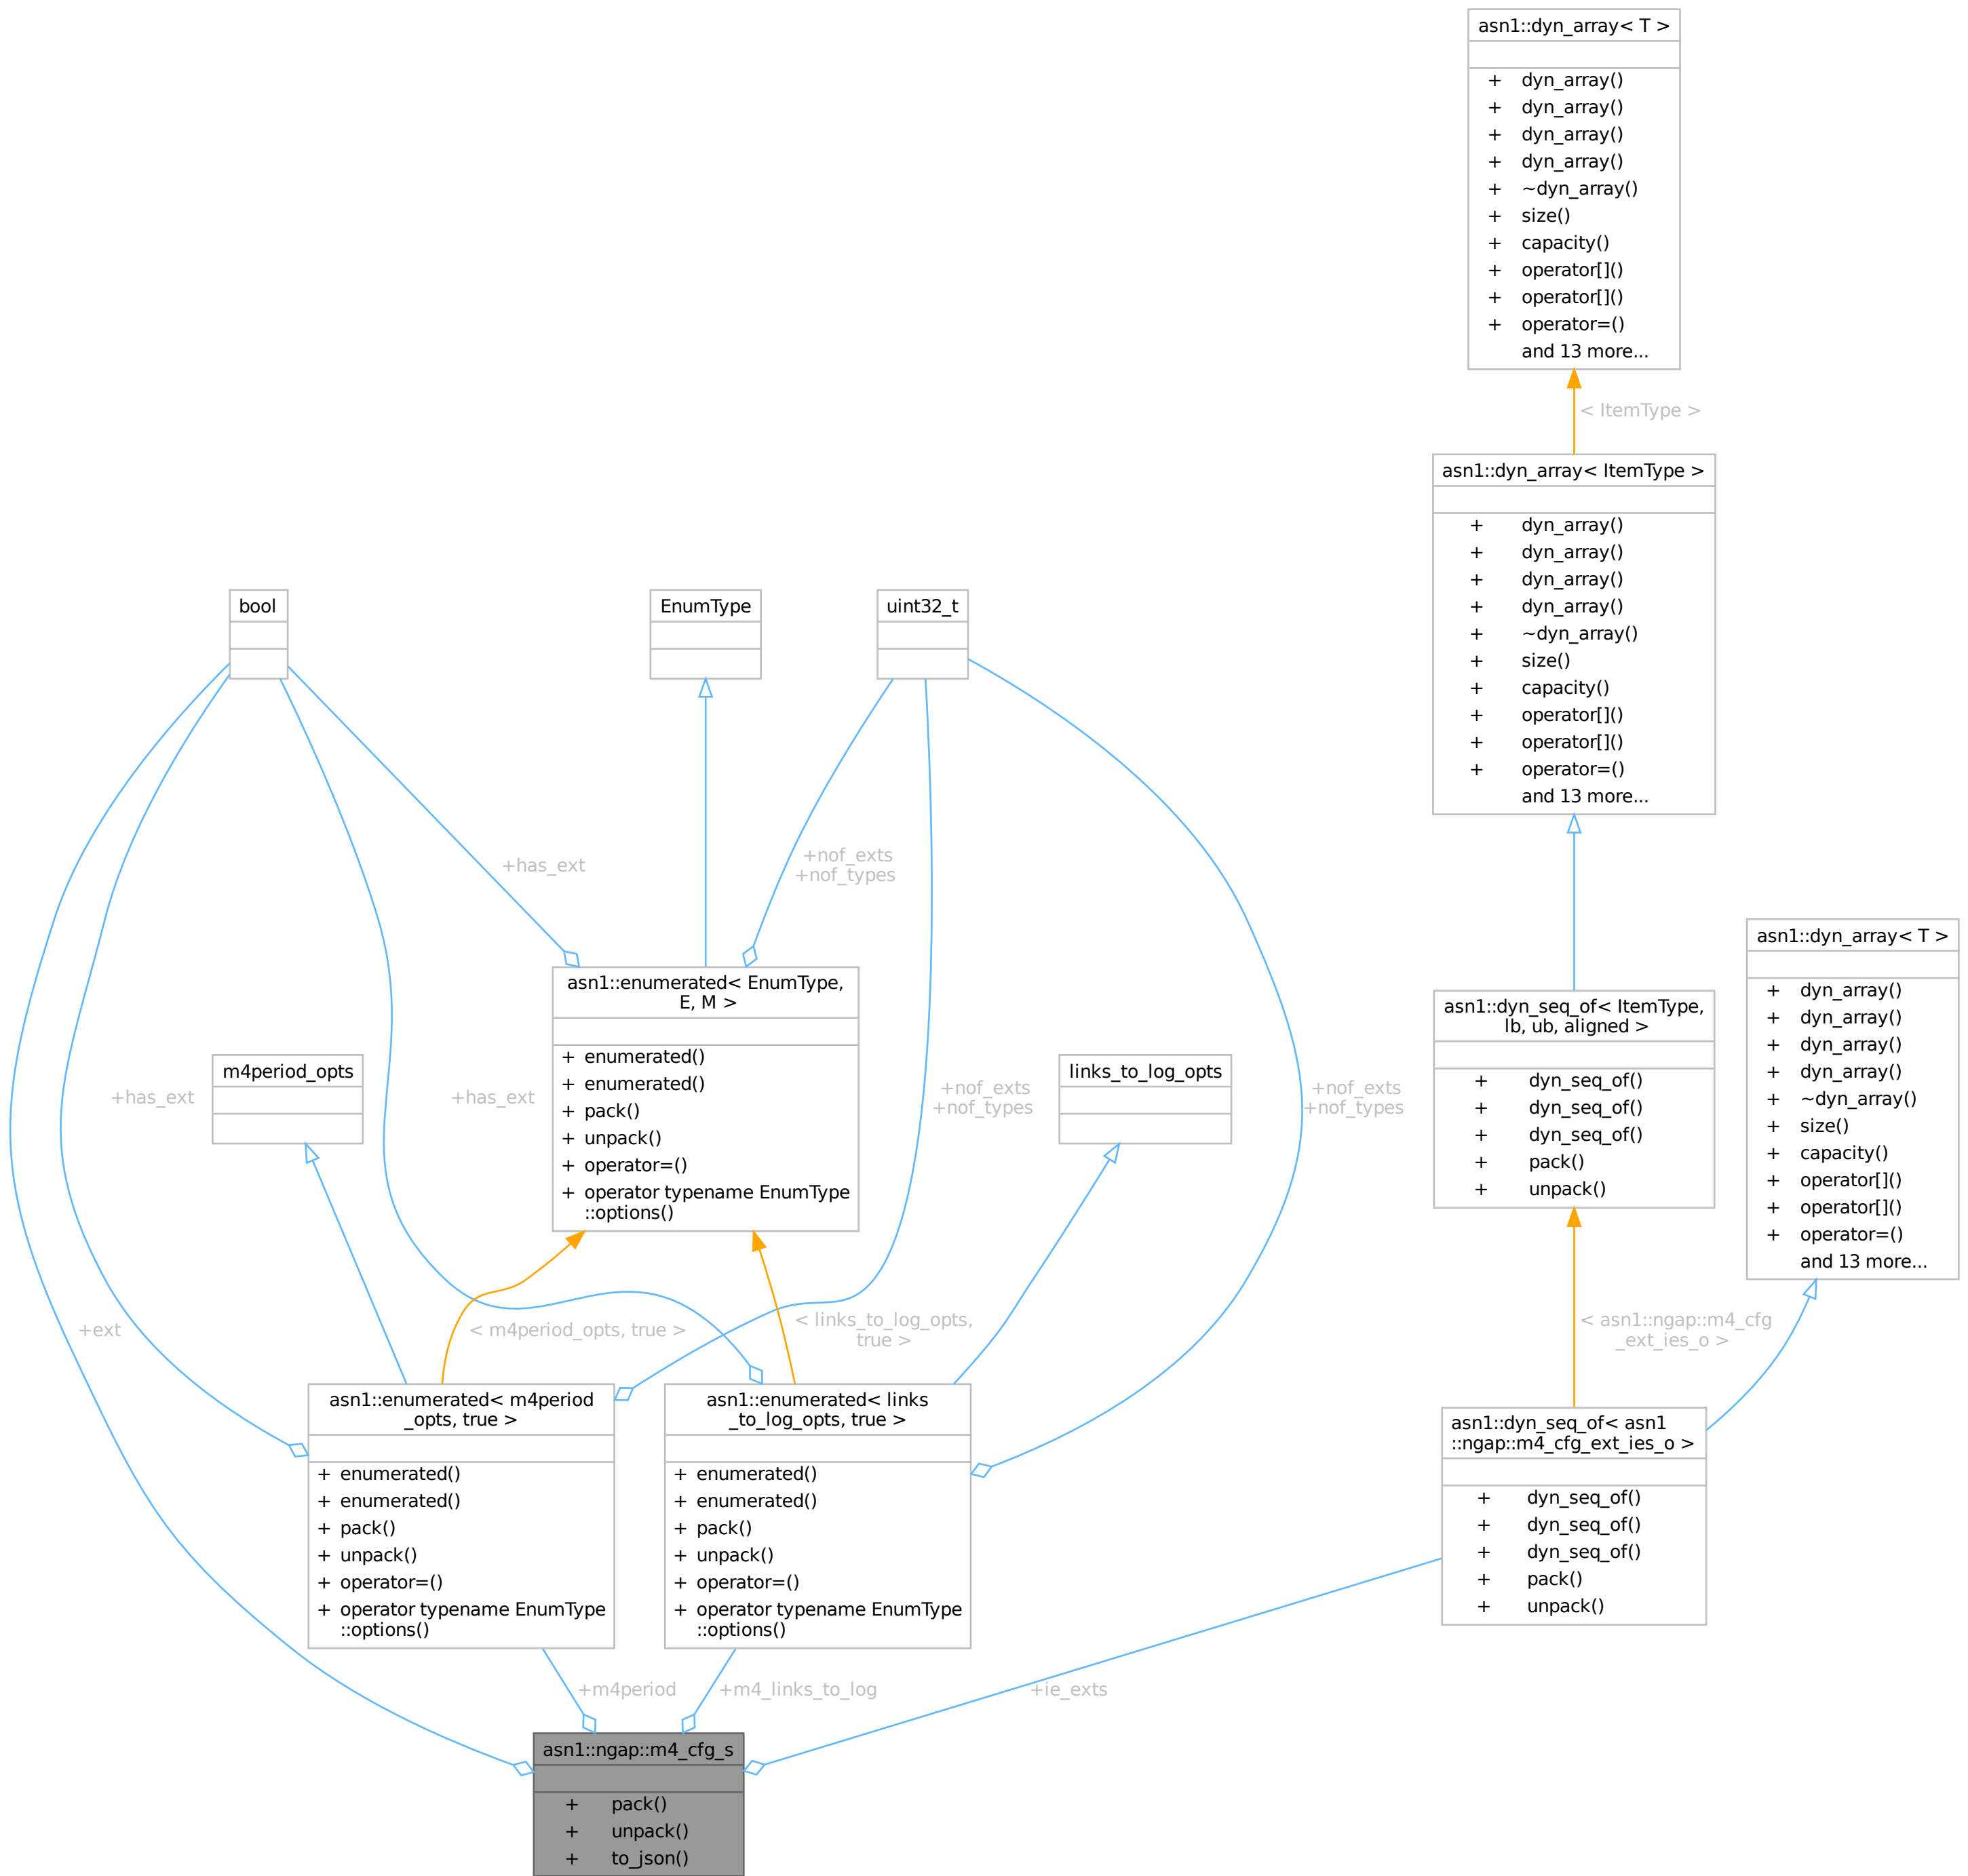 asn1::dyn_array< T >
+ dyn_array()
+ dyn_array()
+ dyn_array()
+ dyn_array()
+ ~dyn_array()
+ size()
+ capacity()
+ operator[]()
+ operator[]()
+ operator=()
and 13 more...
< ItemType >
asn1::dyn_array< ItemType >
+ dyn_array()
+ dyn_array()
+ dyn_array()
+ dyn_array()
+ ~dyn_array()
+ size()
+ capacity()
+ operator[]()
+ operator[]()
+ operator=()
and 13 more...
bool
EnumType
uint32_t
+has_ext
+nof_exts
+nof_types
asn1::enumerated< EnumType,
E, M >
+ enumerated()
+ enumerated()
+ pack()
+ unpack()
+ operator=()
+ operator typename EnumType
::options()
asn1::dyn_seq_of< ItemType,
lb, ub, aligned >
+ dyn_seq_of()
+ dyn_seq_of()
+ dyn_seq_of()
+ pack()
+ unpack()
asn1::dyn_array< T >
+ dyn_array()
+ dyn_array()
+ dyn_array()
+ dyn_array()
+ ~dyn_array()
+ size()
+ capacity()
+ operator[]()
+ operator[]()
+ operator=()
and 13 more...
+has_ext
m4period_opts
+has_ext
+nof_exts
+nof_types
links_to_log_opts
+nof_exts
+nof_types
+ext
< m4period_opts, true >
< links_to_log_opts,
true >
< asn1::ngap::m4_cfg
_ext_ies_o >
asn1::enumerated< m4period
_opts, true >
+ enumerated()
+ enumerated()
+ pack()
+ unpack()
+ operator=()
+ operator typename EnumType
::options()
asn1::enumerated< links
_to_log_opts, true >
+ enumerated()
+ enumerated()
+ pack()
+ unpack()
+ operator=()
+ operator typename EnumType
::options()
asn1::dyn_seq_of< asn1
::ngap::m4_cfg_ext_ies_o >
+ dyn_seq_of()
+ dyn_seq_of()
+ dyn_seq_of()
+ pack()
+ unpack()
+m4period
+m4_links_to_log
+ie_exts
asn1::ngap::m4_cfg_s
+ pack()
+ unpack()
+ to_json()